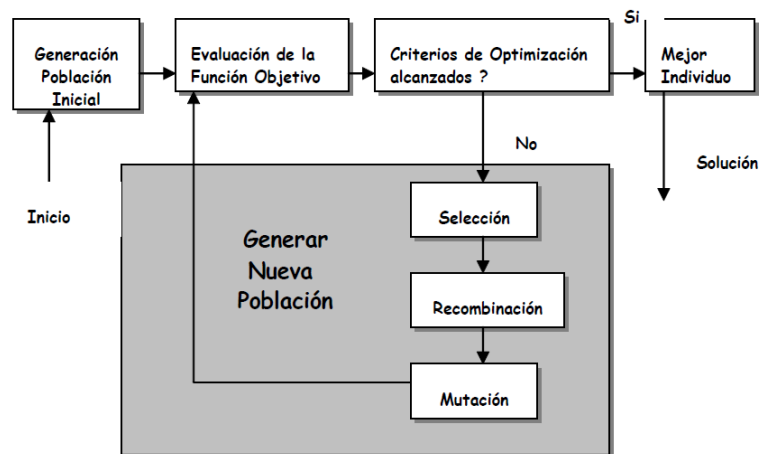 Generación
Población
Inicial
Evaluación de la
Función Objetivo
Criterios de Optimización
alcanzados ?
Si
Mejor
Individuo
No
Solución
Inicio
Selección
Generar
Nueva
Población
Recombinación
Mutación